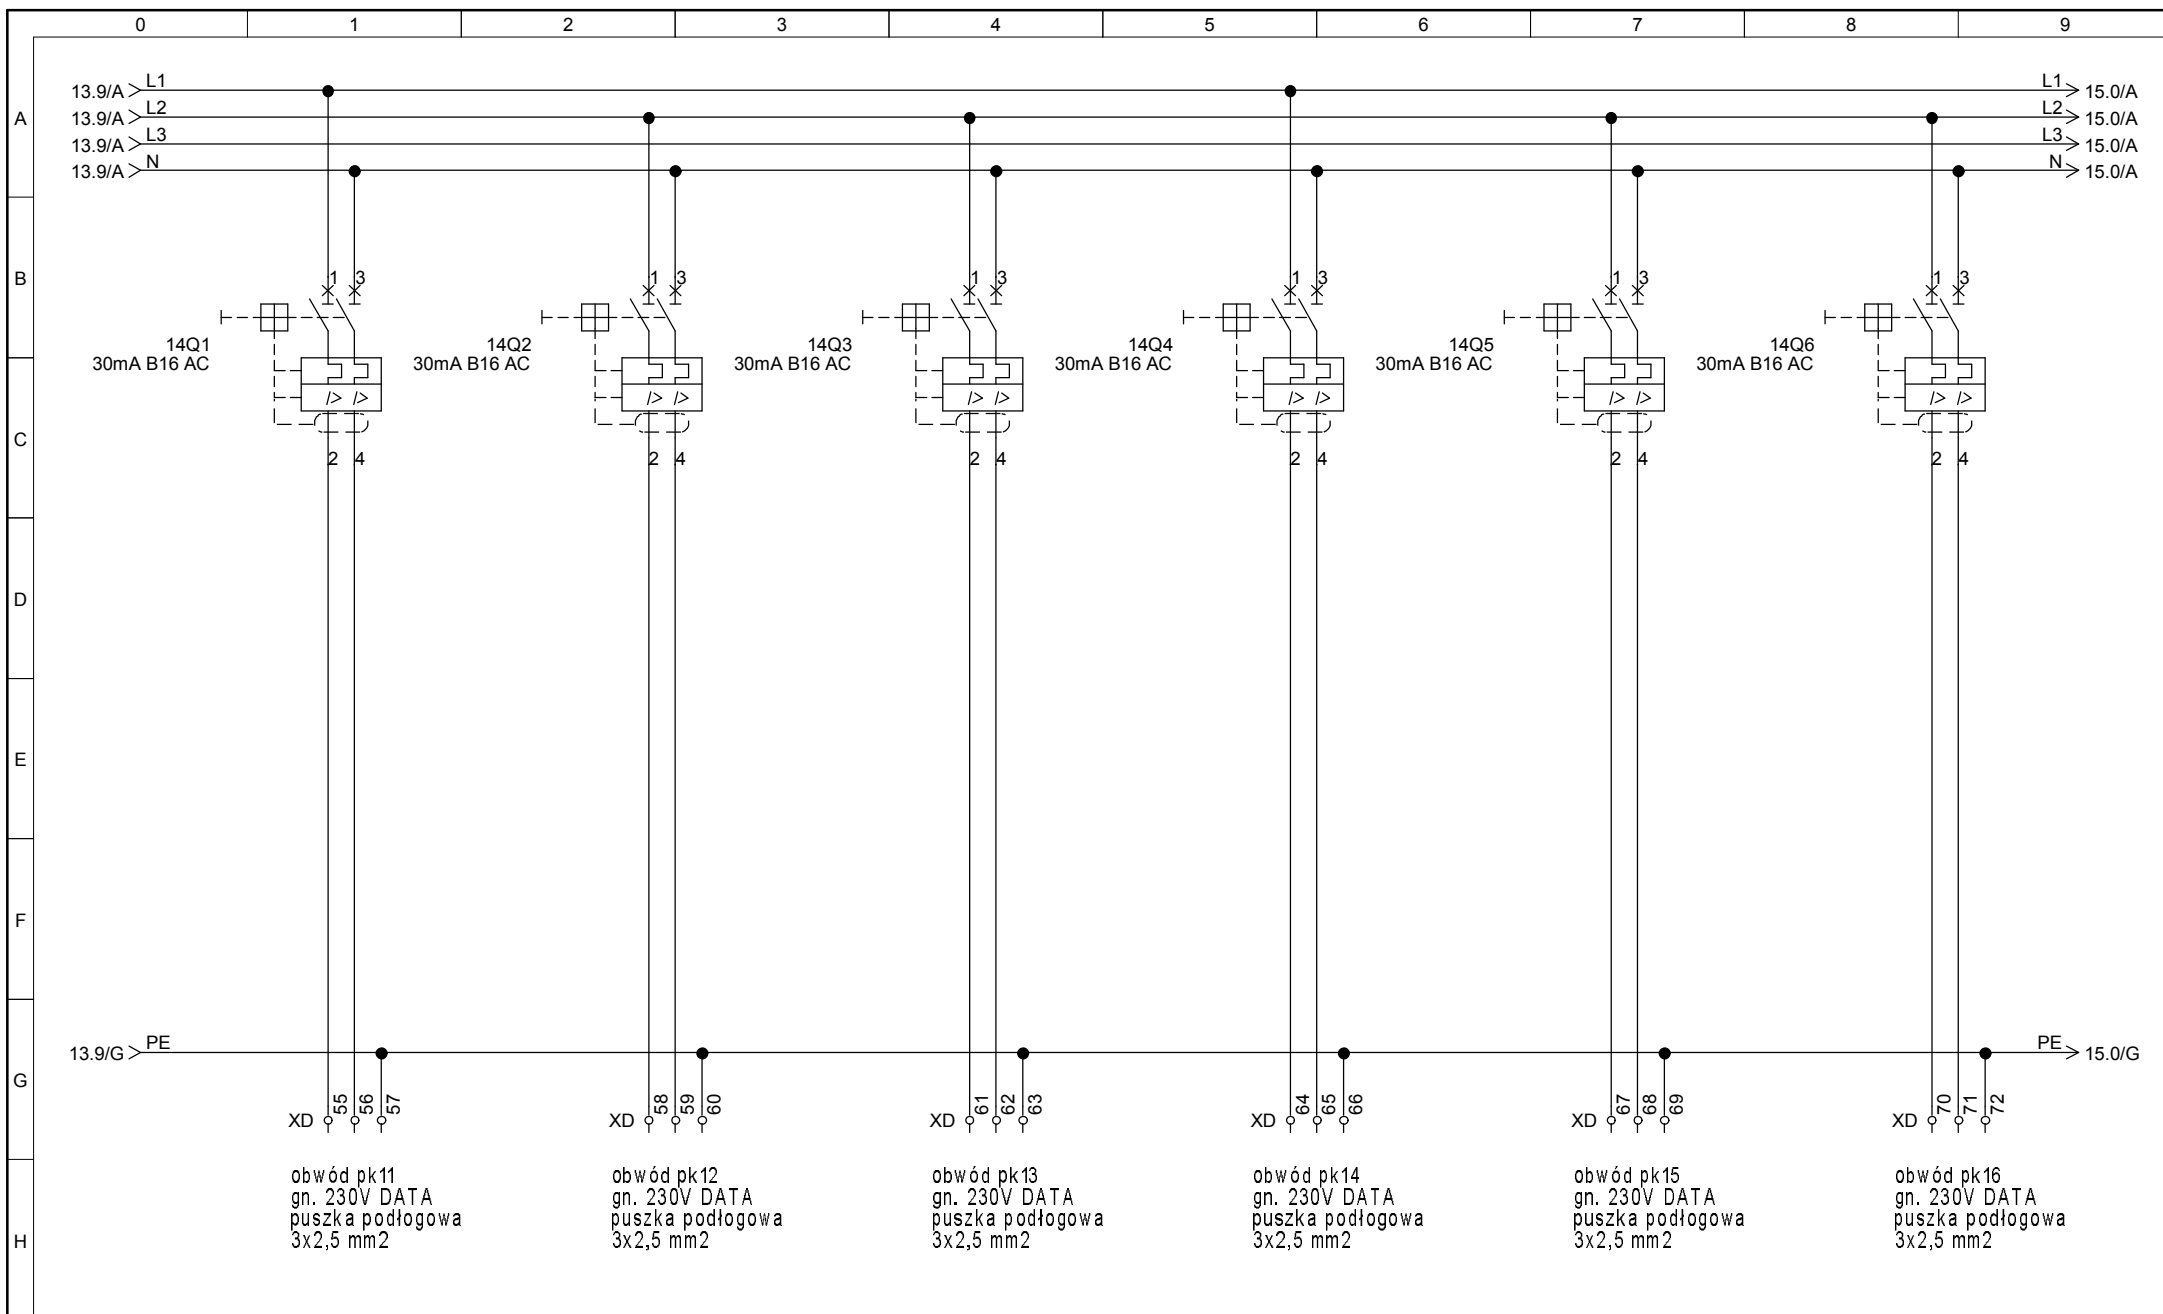 0 1 2 3 4 5 6 7 8 9
A
B
C
D
E
F
G
H
13.9/A L1 L1 15.0/A
13.9/A L2 L2 15.0/A
13.9/A L3 L3 15.0/A
13.9/A N N 15.0/A
1 3 1 3 1 3 1 3 1 3 1 3
14Q1 14Q2 14Q3 14Q4 14Q5 14Q6
30mA B16 AC 30mA B16 AC 30mA B16 AC 30mA B16 AC 30mA B16 AC 30mA B16 AC
I> I> I> I> I> I> I> I> I> I> I> I>
2 4 2 4 2 4 2 4 2 4 2 4
13.9/G PE PE 15.0/G
XD 55 56 57 XD 58 59 60 XD 61 62 63 XD 64 65 66 XD 67 68 69 XD 70 71 72
obwód pk11
gn. 230V DATA
puszka podłogowa
3x2,5 mm2
obwód pk12
gn. 230V DATA
puszka podłogowa
3x2,5 mm2
obwód pk13
gn. 230V DATA
puszka podłogowa
3x2,5 mm2
obwód pk14
gn. 230V DATA
puszka podłogowa
3x2,5 mm2
obwód pk15
gn. 230V DATA
puszka podłogowa
3x2,5 mm2
obwód pk16
gn. 230V DATA
puszka podłogowa
3x2,5 mm2